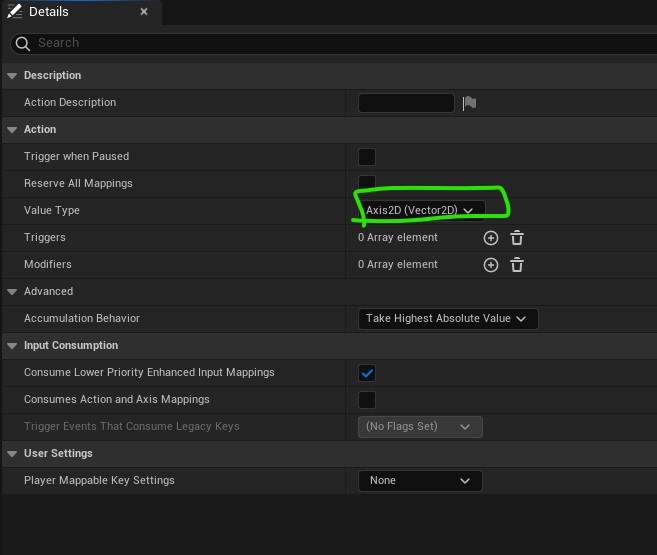 Details
Search
Description
Action Description
Action
Trigger when Paused
Reserve All Mappings
Value Type Axis2D (Vector2D)
Triggers 0 Array element
Modifiers 0 Array element
Advanced
Accumulation Behavior Take Highest Absolute Value
Input Consumption
Consume Lower Priority Enhanced Input Mappings
Consumes Action and Axis Mappings
Trigger Events That Consume Legacy Keys (No Flags Set)
User Settings
Player Mappable Key Settings None